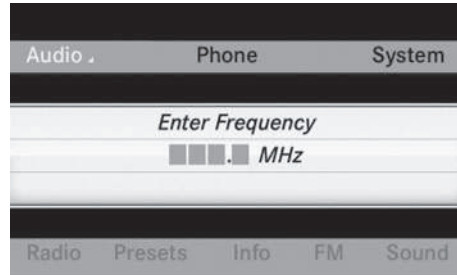 Audio Phone System
Enter Frequency
. MHz
Radio Presets Info FM Sound